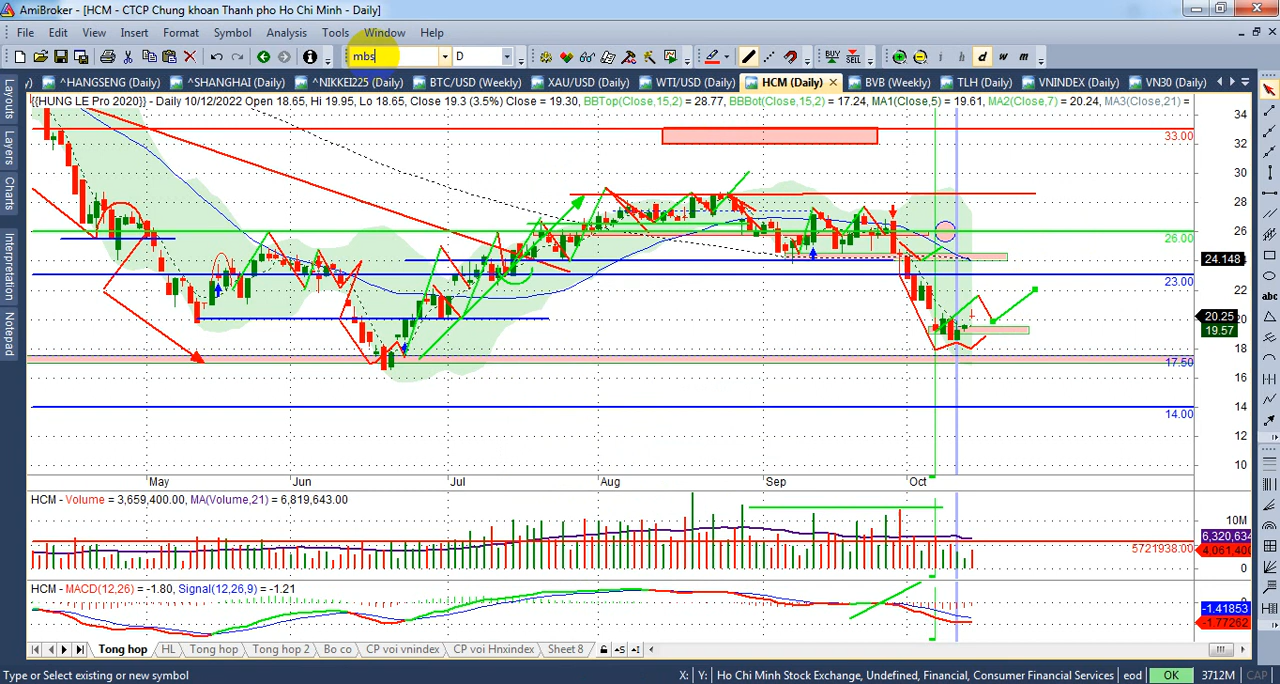 AmiBroker - [HCM - CTCP Chung khoan Thanh pho Ho Chi Minh - Daily]
File Edit View Insert Format Symbol Analysis Tools Window Help
mbs D
i h d w m
^HANGSENG (Daily) ^SHANGHAI (Daily) ^NIKKEI225 (Daily) BTC/USD (Weekly) XAU/USD (Daily) WTI/USD (Daily) HCM (Daily) BVB (Weekly) TLH (Daily) VNINDEX (Daily) VN30 (Daily)
{{HUNG LE Pro 2020}} - Daily 10/12/2022 Open 18.65, Hi 19.95, Lo 18.65, Close 19.3 (3.5%) Close = 19.30, BBTop(Close,15,2) = 28.77, BBBot(Close,15,2) = 17.24, MA1(Close,5) = 19.61, MA2(Close,7) = 20.24, MA3(Close,21) =
Layouts
Layers
Charts
Interpretation
Notepad
34
33.00
32
30
28
26
26.00
24.148
24
23.00
22
20.25
20
19.57
18
17.50
16
14
14.00
12
10
May Jun Jul Aug Sep Oct
HCM - Volume = 3,659,400.00, MA(Volume,21) = 6,819,643.00
10M
6,320,634
5721938.00
4,061,400
0
HCM - MACD(12,26) = -1.80, Signal(12,26,9) = -1.21
0
-1.41853
-1.77262
Tong hop HL Tong hop Tong hop 2 Bo co CP voi vnindex CP voi Hnxindex Sheet 8
Type or Select existing or new symbol X: Y: Ho Chi Minh Stock Exchange, Undefined, Financial, Consumer Financial Services eod OK 3712M CAP
abc
BUY
SELL